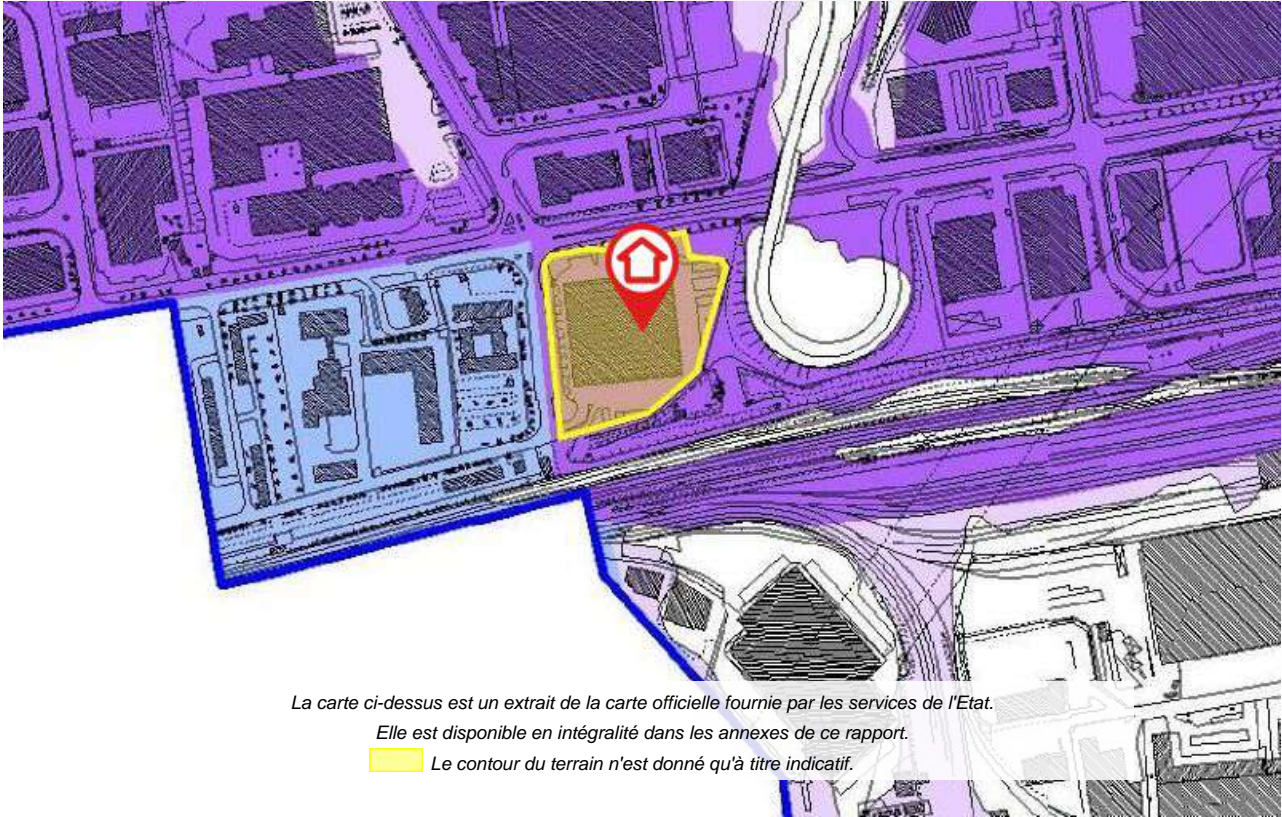 La carte ci-dessus est un extrait de la carte officielle fournie par les services de l'Etat.
Elle est disponible en intégralité dans les annexes de ce rapport.
Le contour du terrain n'est donné qu'à titre indicatif.